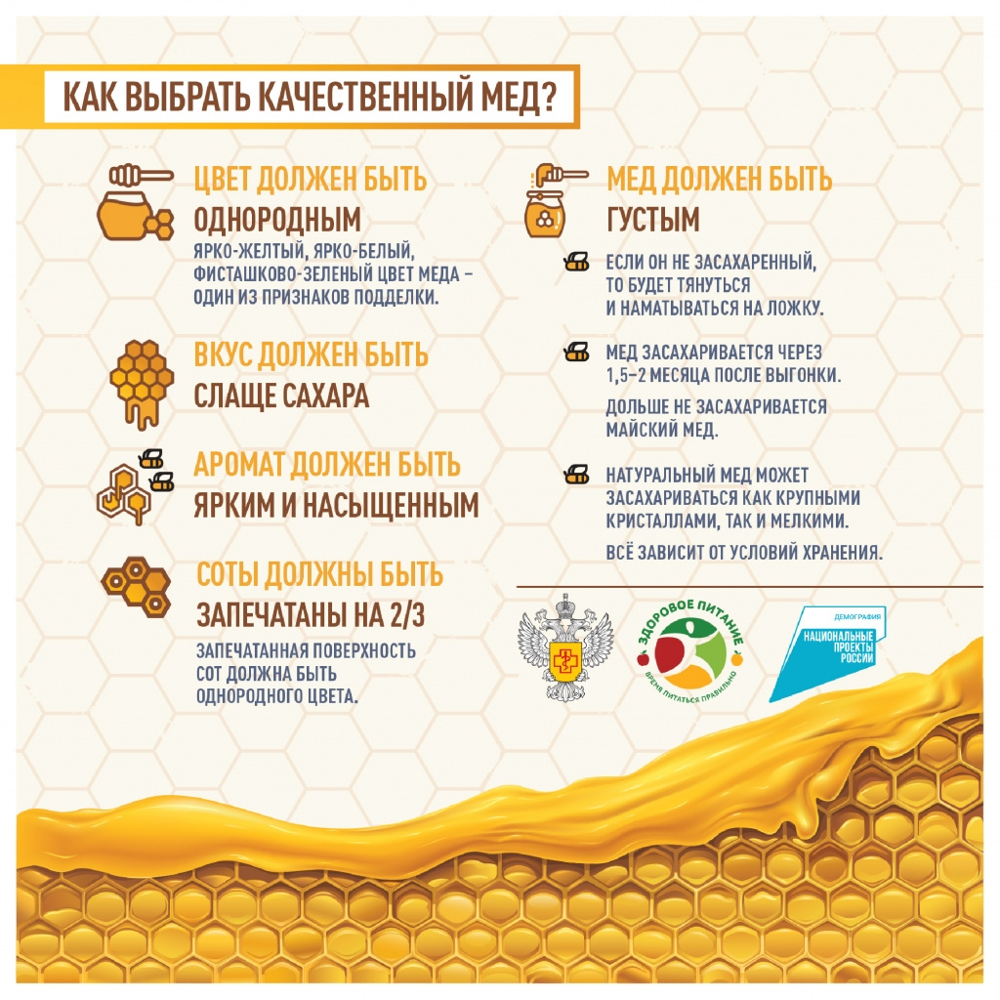 КАК ВЫБРАТЬ КАЧЕСТВЕННЫЙ МЕД?
ЦВЕТ ДОЛЖЕН БЫТЬ
ОДНОРОДНЫМ
ЯРКО-ЖЕЛТЫЙ, ЯРКО-БЕЛЫЙ,
ФИСТАШКОВО-ЗЕЛЕНЫЙ ЦВЕТ МЕДА –
ОДИН ИЗ ПРИЗНАКОВ ПОДДЕЛКИ.
ВКУС ДОЛЖЕН БЫТЬ
СЛАЩЕ САХАРА
АРОМАТ ДОЛЖЕН БЫТЬ
ЯРКИМ И НАСЫЩЕННЫМ
СОТЫ ДОЛЖНЫ БЫТЬ
ЗАПЕЧАТАНЫ НА 2/3
ЗАПЕЧАТАННАЯ ПОВЕРХНОСТЬ
СОТ ДОЛЖНА БЫТЬ
ОДНОРОДНОГО ЦВЕТА.
МЕД ДОЛЖЕН БЫТЬ
ГУСТЫМ
ЕСЛИ ОН НЕ ЗАСАХАРЕННЫЙ,
ТО БУДЕТ ТЯНУТЬСЯ
И НАМАТЫВАТЬСЯ НА ЛОЖКУ.
МЕД ЗАСАХАРИВАЕТСЯ ЧЕРЕЗ
1,5–2 МЕСЯЦА ПОСЛЕ ВЫГОНКИ.
ДОЛЬШЕ НЕ ЗАСАХАРИВАЕТСЯ
МАЙСКИЙ МЕД.
НАТУРАЛЬНЫЙ МЕД МОЖЕТ
ЗАСАХАРИВАТЬСЯ КАК КРУПНЫМИ
КРИСТАЛЛАМИ, ТАК И МЕЛКИМИ.
ВСЁ ЗАВИСИТ ОТ УСЛОВИЙ ХРАНЕНИЯ.
ЗДОРОВОЕ ПИТАНИЕ
ВРЕМЯ ПИТАТЬСЯ ПРАВИЛЬНО
ДЕМОГРАФИЯ
НАЦИОНАЛЬНЫЕ
ПРОЕКТЫ
РОССИИ